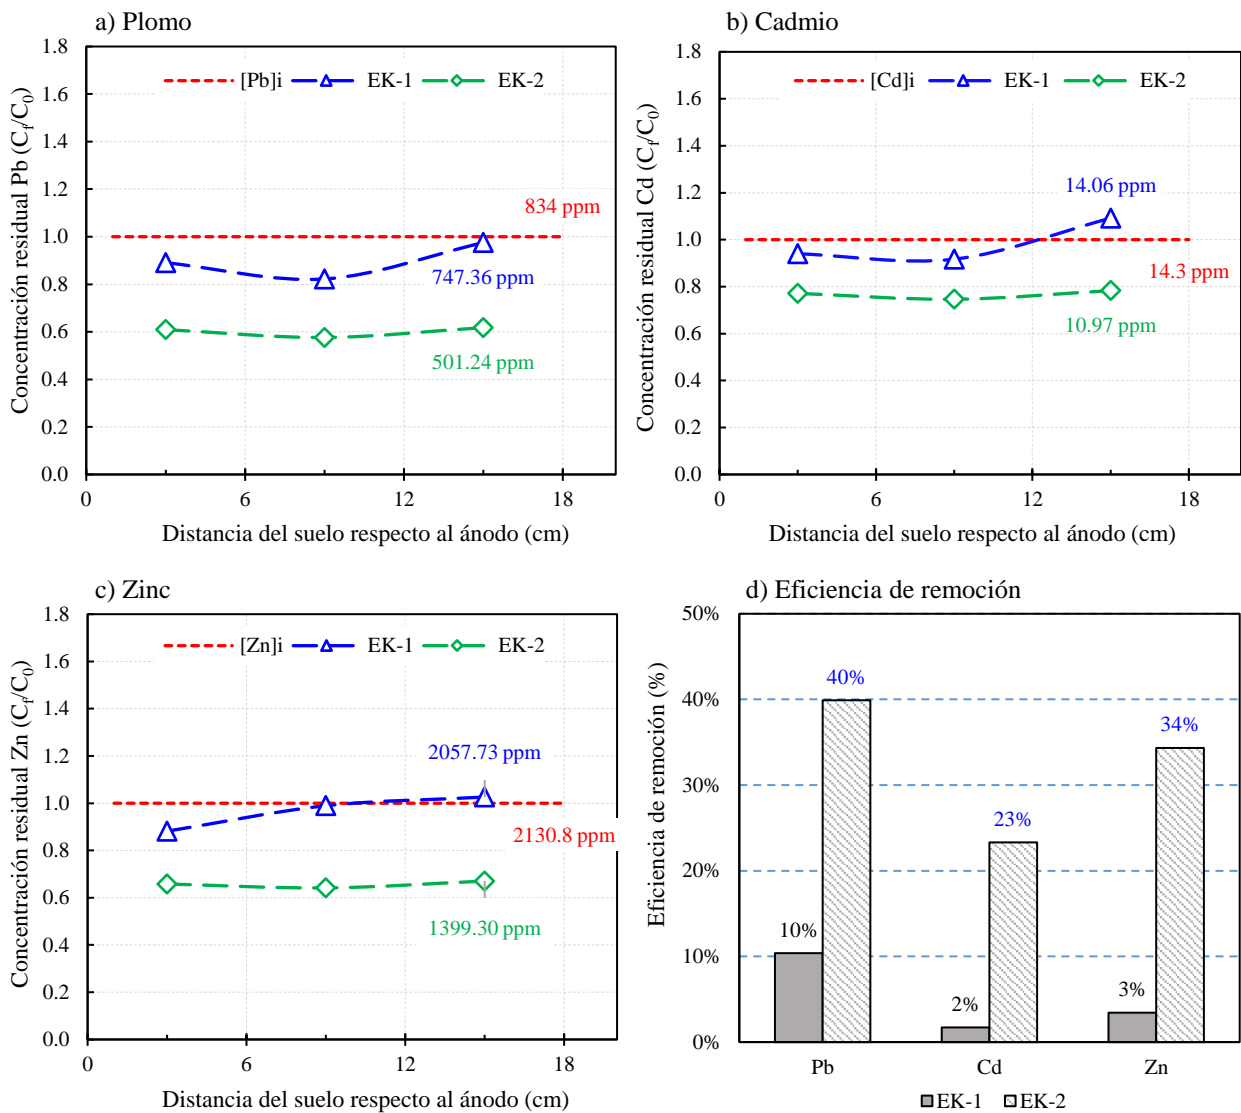 a) Plomo
1.8
1.6
1.4
1.2
1.0
0.8
0.6
0.4
0.2
0.0
Concentración residual Pb (Cf/C0)
[Pb]i EK-1 EK-2
834 ppm
747.36 ppm
501.24 ppm
0 6 12 18
Distancia del suelo respecto al ánodo (cm)
b) Cadmio
1.8
1.6
1.4
1.2
1.0
0.8
0.6
0.4
0.2
0.0
Concentración residual Cd (Cf/C0)
[Cd]i EK-1 EK-2
14.06 ppm
14.3 ppm
10.97 ppm
0 6 12 18
Distancia del suelo respecto al ánodo (cm)
c) Zinc
1.8
1.6
1.4
1.2
1.0
0.8
0.6
0.4
0.2
0.0
Concentración residual Zn (Cf/C0)
[Zn]i EK-1 EK-2
2057.73 ppm
2130.8 ppm
1399.30 ppm
0 6 12 18
Distancia del suelo respecto al ánodo (cm)
d) Eficiencia de remoción
50%
40%
30%
20%
10%
0%
Eficiencia de remoción (%)
40%
34%
23%
10%
2%
3%
Pb Cd Zn
EK-1 EK-2